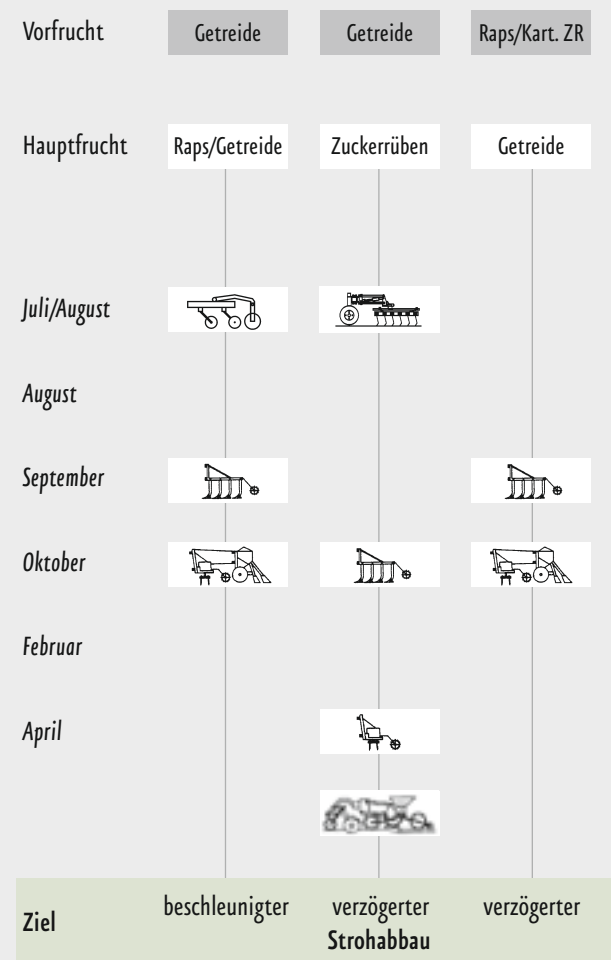 Vorfrucht Getreide Getreide Raps/Kart. ZR
Hauptfrucht Raps/Getreide Zuckerrüben Getreide
Juli/August
August
September
Oktober
Februar
April
Ziel beschleunigter verzögerter verzögerter
Strohabbau